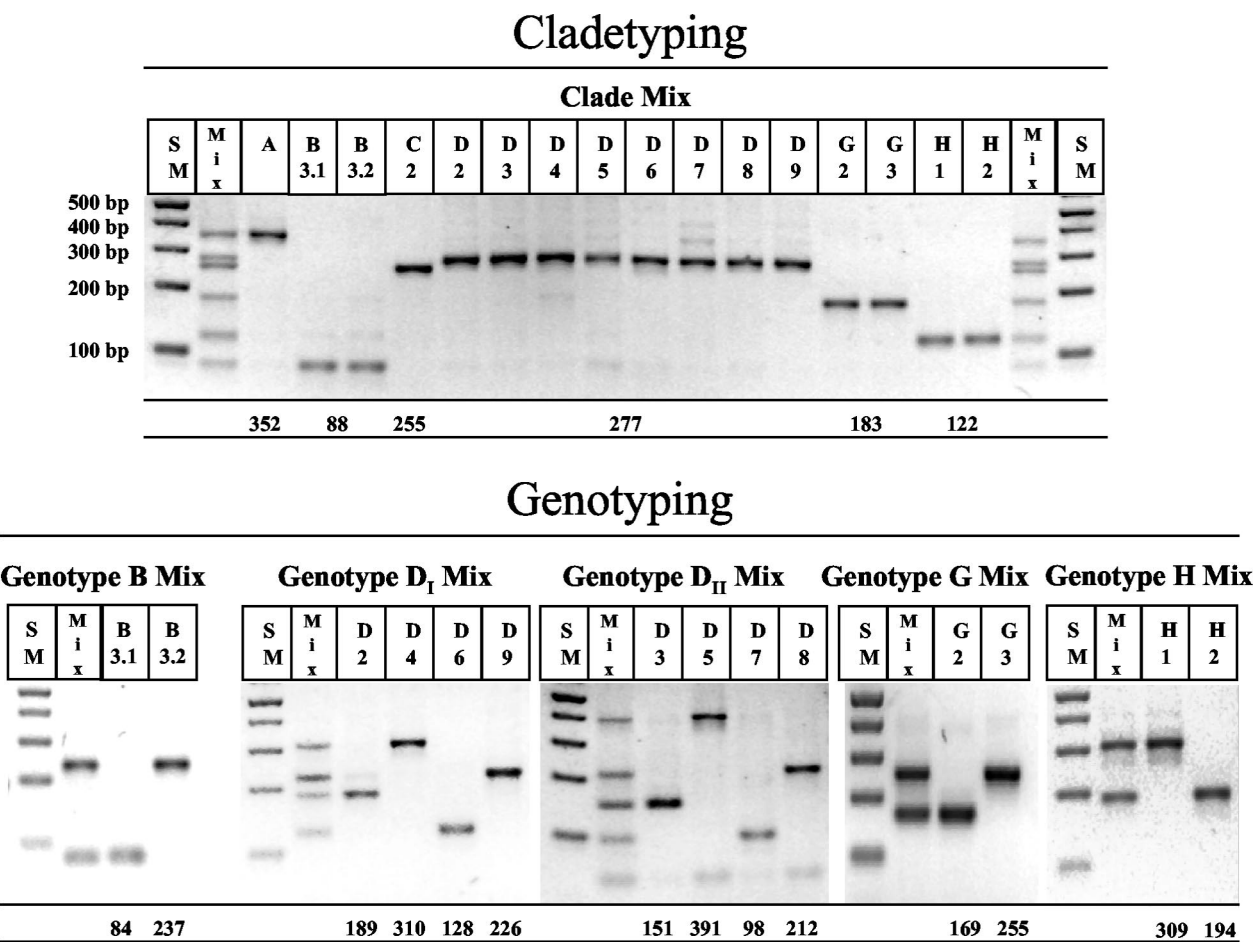 Cladetyping
Clade Mix
S M M i x A B 3.1 B 3.2 C 2 D 2 D 3 D 4 D 5 D 6 D 7 D 8 D 9 G 2 G 3 H 1 H 2 M i x S M
500 bp
400 bp
300 bp
200 bp
100 bp
352 88 255 277 183 122
Genotyping
Genotype B Mix Genotype D_I Mix Genotype D_II Mix Genotype G Mix Genotype H Mix
S M M i x B 3.1 B 3.2 S M M i x D 2 D 4 D 6 D 9 S M M i x D 3 D 5 D 7 D 8 S M M i x G 2 G 3 S M M i x H 1 H 2
84 237 189 310 128 226 151 391 98 212 169 255 309 194